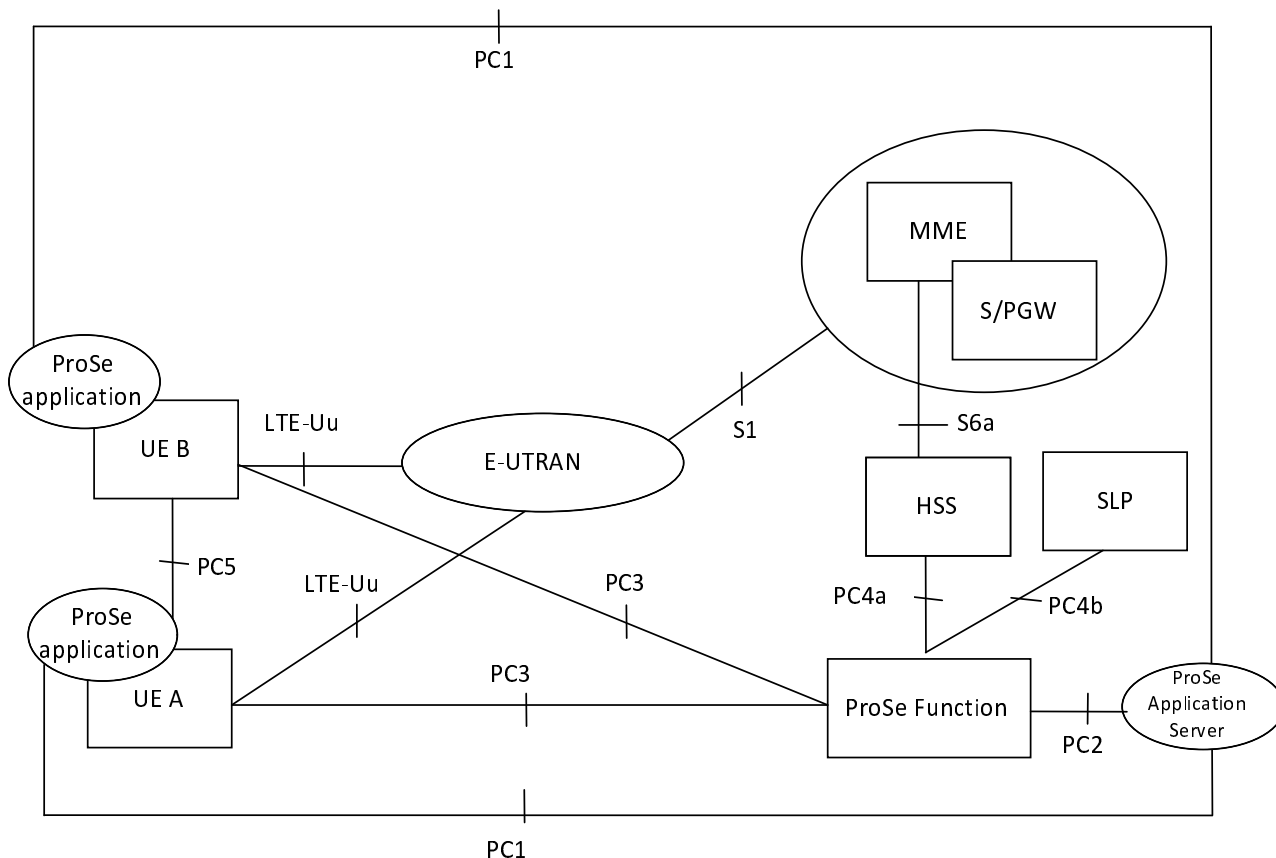 PC1
MME
S/PGW
ProSe
application
UE B
LTE-Uu
E-UTRAN
S1
S6a
HSS
SLP
PC5
LTE-Uu
PC3
PC4a
PC4b
ProSe
application
UE A
PC3
ProSe Function
PC2
ProSe
Application
Server
PC1